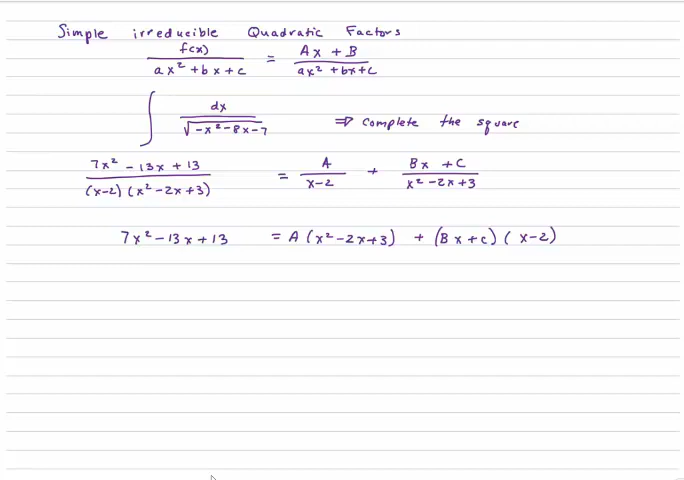 Simple irreducible Quadratic Factors
f(x) / (ax² + bx + c) = (Ax + B) / (ax² + bx + c)
∫ dx / √(-x² - 8x - 7) ⇒ Complete the square
(7x² - 13x + 13) / ((x-2)(x² - 2x + 3)) = A / (x-2) + (Bx + C) / (x² - 2x + 3)
7x² - 13x + 13 = A(x² - 2x + 3) + (Bx + c)(x-2)